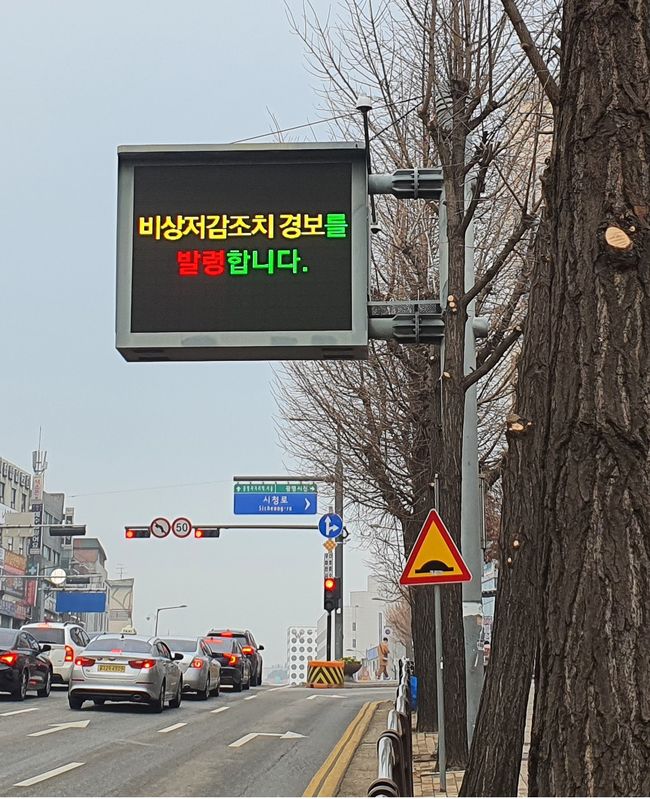 비상저감조치 경보를
발령합니다.
시청로
Sicheong-ro
50